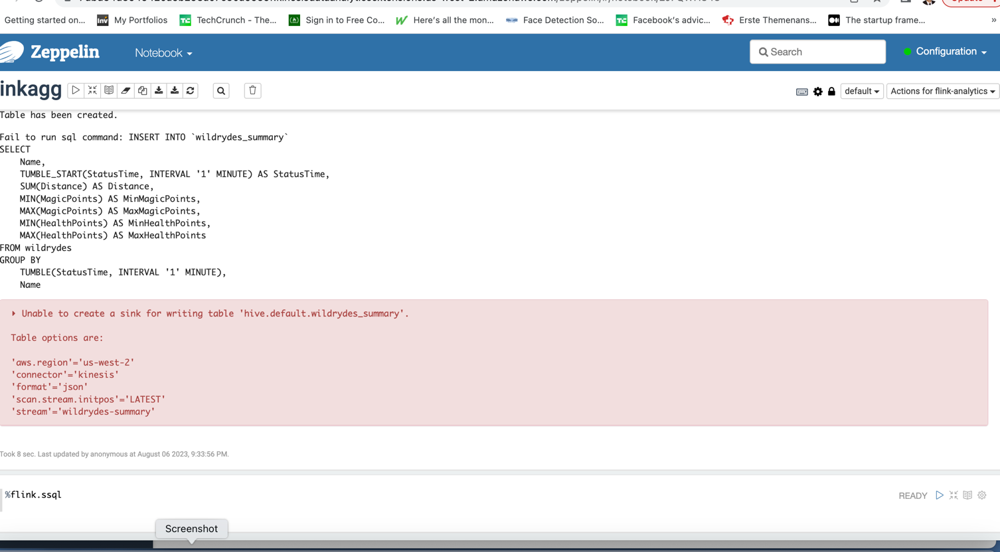 Getting started on...
My Portfolios
TechCrunch - The...
Sign in to Free Co...
Here's all the mon...
Face Detection So...
Facebook's advic...
Erste Themenans...
The startup frame...
»
Zeppelin
Notebook
Search
Configuration
inkagg
default
Actions for flink-analytics
Table has been created.
Fail to run sql command: INSERT INTO `wildrydes_summary`
SELECT
Name,
TUMBLE_START(StatusTime, INTERVAL '1' MINUTE) AS StatusTime,
SUM(Distance) AS Distance,
MIN(MagicPoints) AS MinMagicPoints,
MAX(MagicPoints) AS MaxMagicPoints,
MIN(HealthPoints) AS MinHealthPoints,
MAX(HealthPoints) AS MaxHealthPoints
FROM wildrydes
GROUP BY
TUMBLE(StatusTime, INTERVAL '1' MINUTE),
Name
Unable to create a sink for writing table 'hive.default.wildrydes_summary'.
Table options are:
'aws.region'='us-west-2'
'connector'='kinesis'
'format'='json'
'scan.stream.initpos'='LATEST'
'stream'='wildrydes-summary'
Took 8 sec. Last updated by anonymous at August 06 2023, 9:33:56 PM.
%flink.ssql
READY
Screenshot